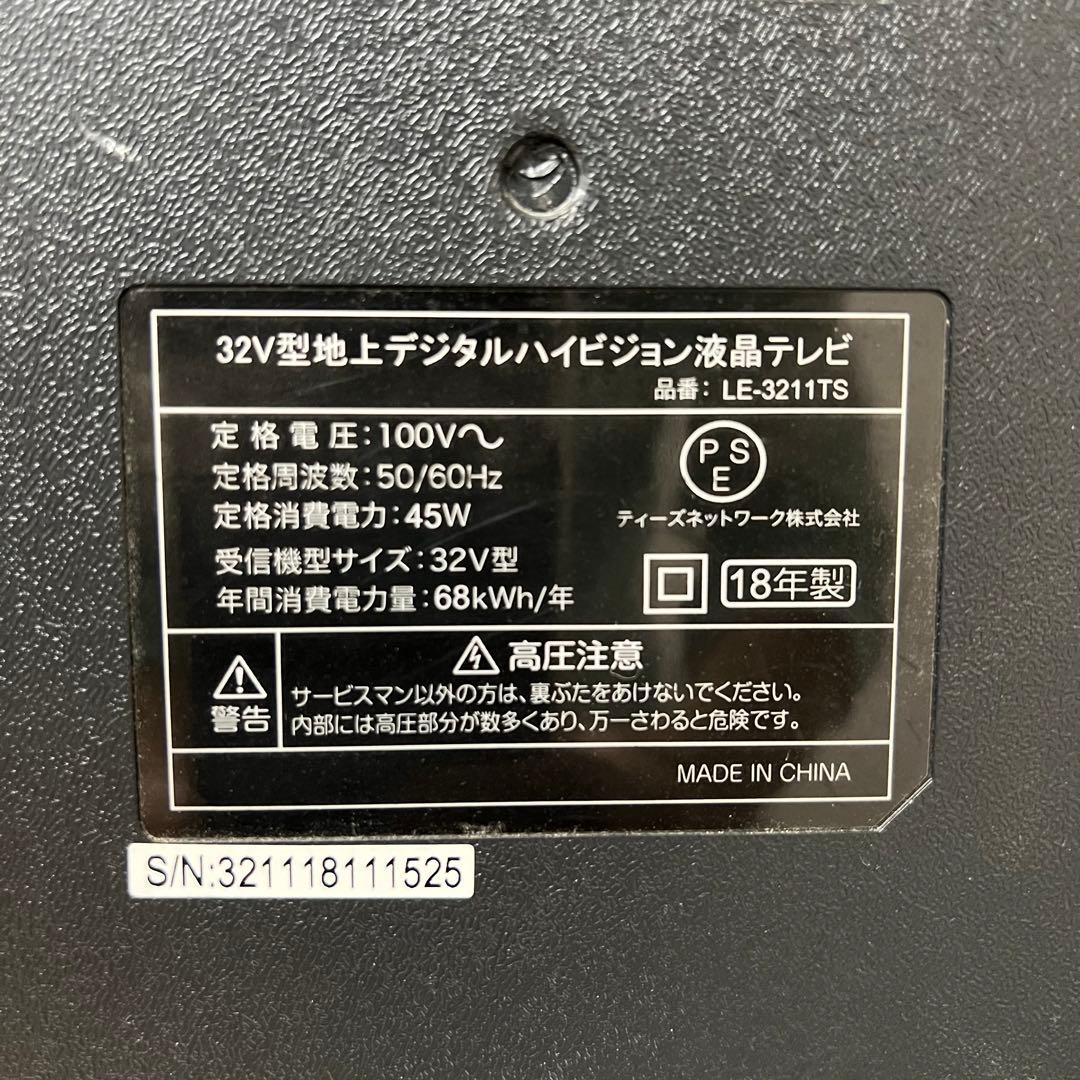 32V型地上デジタルハイビジョン液晶テレビ
品番: LE-3211TS
定格電圧:100V〜
定格周波数:50/60Hz
定格消費電力:45W
受信機型サイズ:32V型
年間消費電力量:68kWh/年
PSE
ティーズネットワーク株式会社
18年製
高圧注意
警告
サービスマン以外の方は、裏ぶたをあけないでください。
内部には高圧部分が数多くあり、万一さわると危険です。
MADE IN CHINA
S/N:321118111525